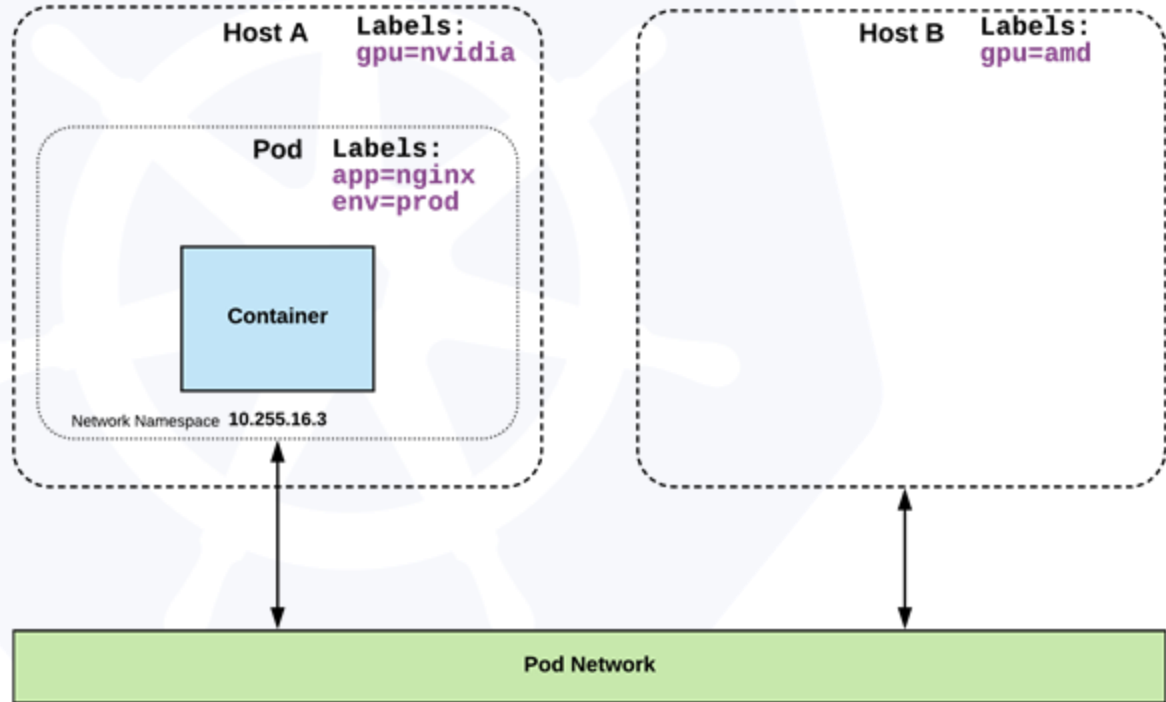 Host A
Labels:
gpu=nvidia
Host B
Labels:
gpu=amd
Pod
Labels:
app=nginx
env=prod
Container
Network Namespace 10.255.16.3
Pod Network